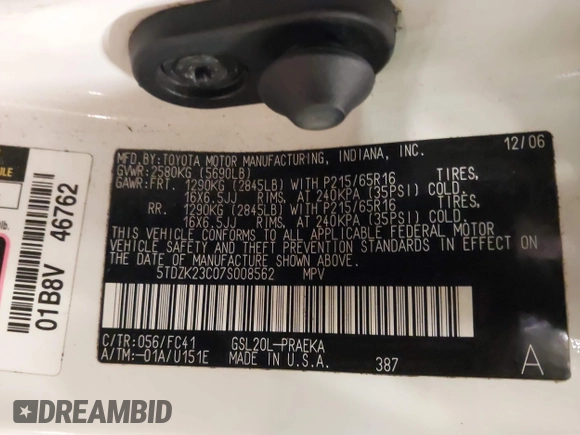 12/06
MFD.BY:TOYOTA MOTOR MANUFACTURING, INDIANA, INC.
GVWR:2580KG (5690LB)
GAWR:FRT. 1290KG (2845LB) WITH P215/65R16 TIRES,
16X6.5JJ RIMS, AT 240KPA (35PSI) COLD.
RR. 1290KG (2845LB) WITH P215/65R16 TIRES,
16X6.5JJ RIMS, AT 240KPA (35PSI) COLD.
THIS VEHICLE CONFORMS TO ALL APPLICABLE FEDERAL MOTOR
VEHICLE SAFETY AND THEFT PREVENTION STANDARDS IN EFFECT ON
THE DATE OF MANUFACTURE SHOWN ABOVE.
5TDZK23C07S008562 MPV
C/TR:056/FC41 GSL20L-PRAEKA
A/TM:-01A/U151E MADE IN U.S.A. 387 A
01B8V 46762
lb.
DREAMBID